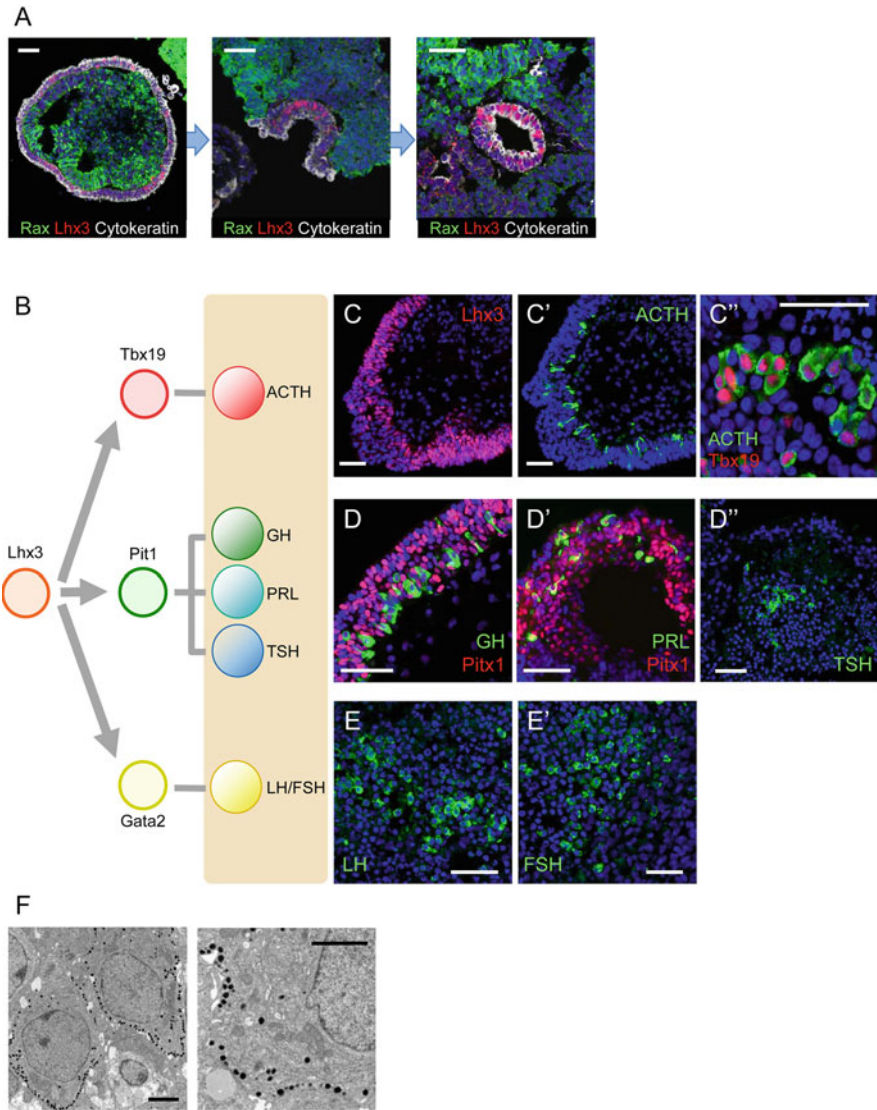 A
Rax Lhx3 Cytokeratin
Rax Lhx3 Cytokeratin
Rax Lhx3 Cytokeratin
B
Lhx3
Tbx19
Pit1
Gata2
ACTH
GH
PRL
TSH
LH/FSH
C
Lhx3
C'
ACTH
C"
ACTH
Tbx19
D
GH
Pitx1
D'
PRL
Pitx1
D"
TSH
E
LH
E'
FSH
F